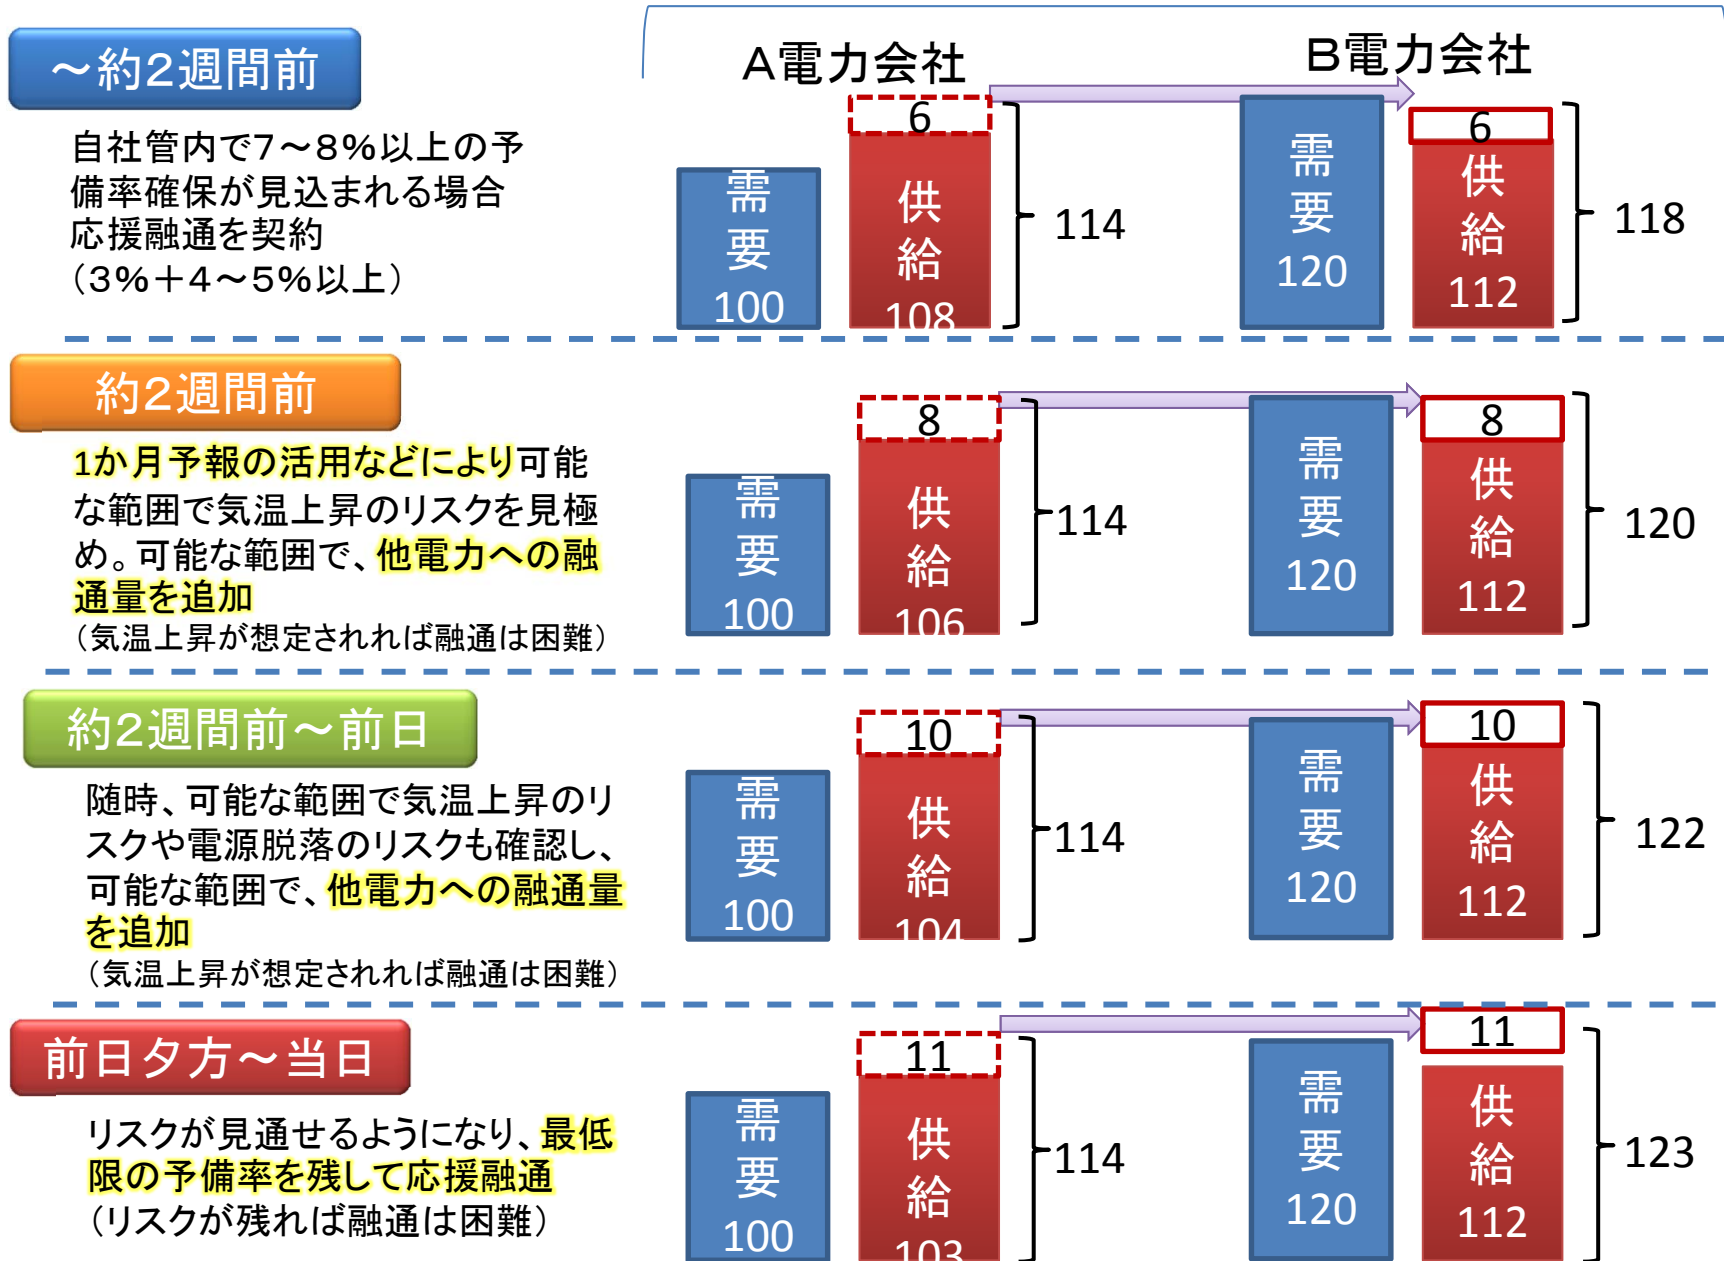 A電力会社
B電力会社
～約2週間前
自社管内で7～8%以上の予
備率確保が見込まれる場合
応援融通を契約
（3%＋4～5%以上）
需
要
100
6
供
給
108
114
需
要
120
6
供
給
112
118
約2週間前
1か月予報の活用などにより可能
な範囲で気温上昇のリスクを見極
め。可能な範囲で、他電力への融
通量を追加
（気温上昇が想定されれば融通は困難）
需
要
100
8
供
給
106
114
需
要
120
8
供
給
112
120
約2週間前～前日
随時、可能な範囲で気温上昇のリ
スクや電源脱落のリスクも確認し、
可能な範囲で、他電力への融通量
を追加
（気温上昇が想定されれば融通は困難）
需
要
100
10
供
給
104
114
需
要
120
10
供
給
112
122
前日夕方～当日
リスクが見通せるようになり、最低
限の予備率を残して応援融通
（リスクが残れば融通は困難）
需
要
100
11
供
給
103
114
需
要
120
11
供
給
112
123